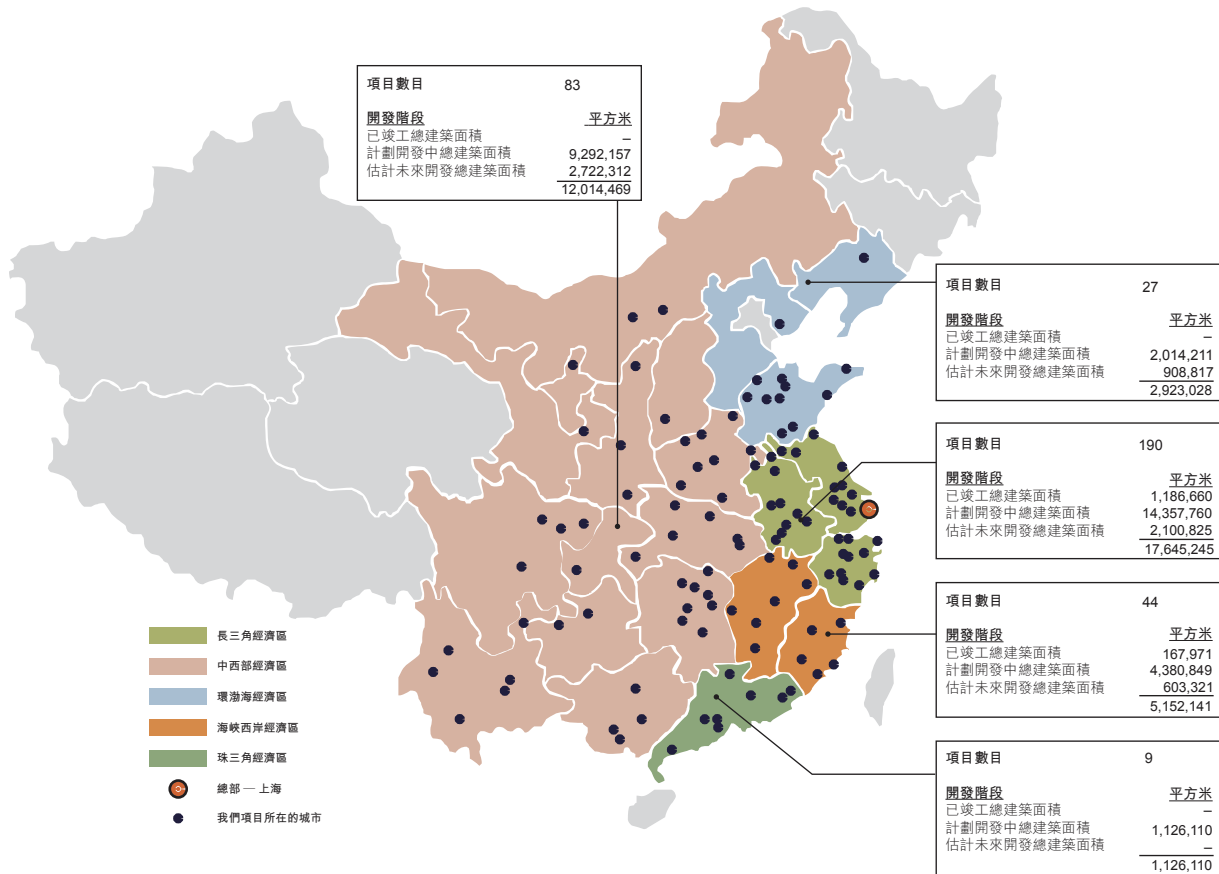 項目數目 83
開發階段 平方米
已竣工總建築面積 –
計劃開發中總建築面積 9,292,157
估計未來開發總建築面積 2,722,312
12,014,469
項目數目 27
開發階段 平方米
已竣工總建築面積 –
計劃開發中總建築面積 2,014,211
估計未來開發總建築面積 908,817
2,923,028
項目數目 190
開發階段 平方米
已竣工總建築面積 1,186,660
計劃開發中總建築面積 14,357,760
估計未來開發總建築面積 2,100,825
17,645,245
項目數目 44
開發階段 平方米
已竣工總建築面積 167,971
計劃開發中總建築面積 4,380,849
估計未來開發總建築面積 603,321
5,152,141
項目數目 9
開發階段 平方米
已竣工總建築面積 –
計劃開發中總建築面積 1,126,110
估計未來開發總建築面積 –
1,126,110
長三角經濟區
中西部經濟區
環渤海經濟區
海峽西岸經濟區
珠三角經濟區
總部 — 上海
我們項目所在的城市